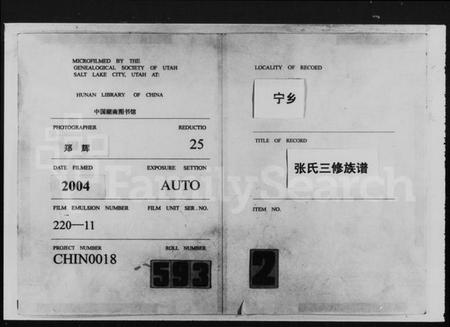 MICROFILMED BY THE
GENEALOGICAL SOCIETY OF UTAH
SALT LAKE CITY, UTAH AT:
HUNAN LIBRARY OF CHINA
中国湖南图书馆
PHOTOGRAPHER REDUCTIO
郑辉 25
DATE FILMED EXPOSURE SETTION
2004 AUTO
FILM EMULSION NUMBER FILM UNIT SER. NO.
220—11
PROJECT NUMBER ROLL NUMBER
CHIN0018 593
LOCALITY OF RECOED
宁乡
TITLE OF RECORD
张氏三修族谱
ITEM NO.
2
FamilySearch